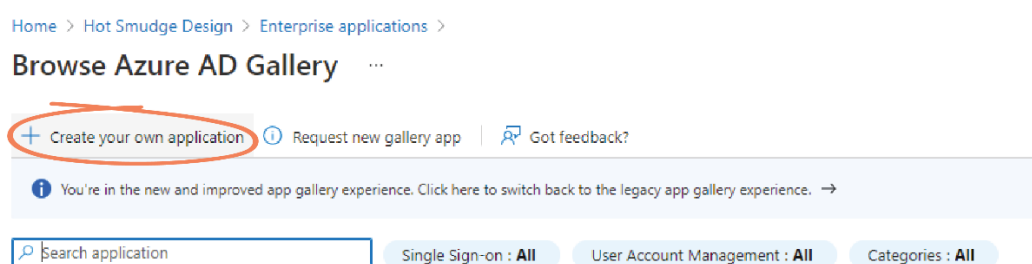 Home > Hot Smudge Design > Enterprise applications >
Browse Azure AD Gallery ...
+ Create your own application Request new gallery app Got feedback?
You're in the new and improved app gallery experience. Click here to switch back to the legacy app gallery experience. →
Search application Single Sign-on : All User Account Management : All Categories : All